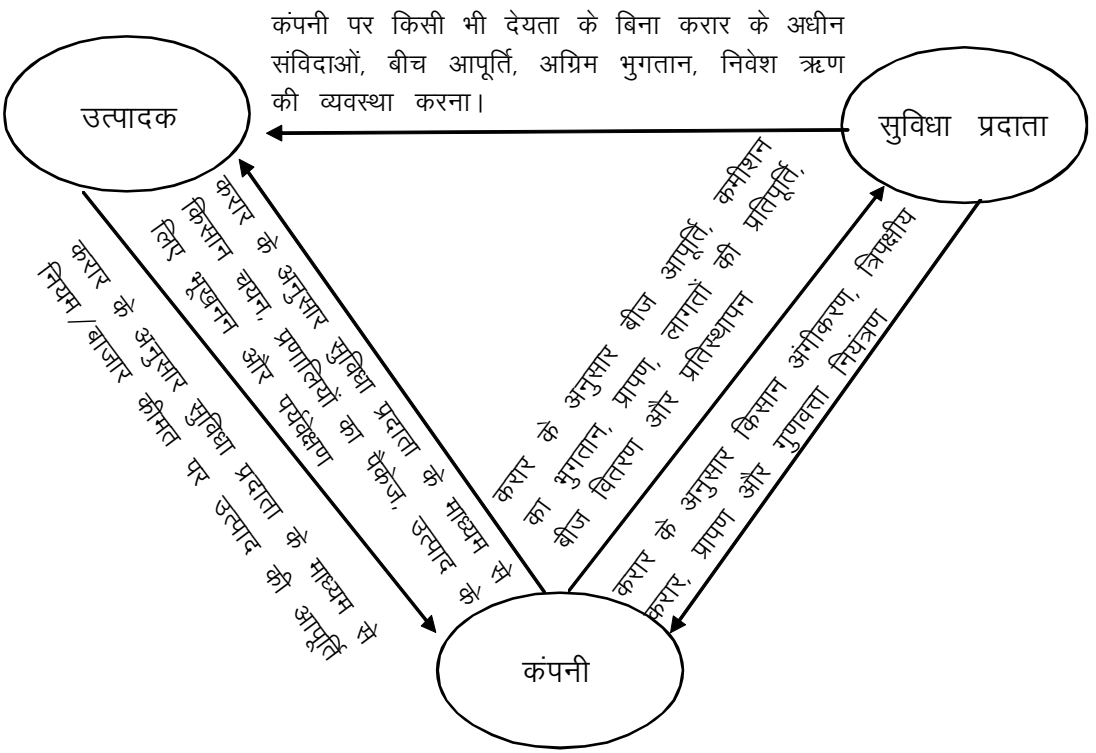 कंपनी पर किसी भी देयता के बिना करार के अधीन
संविदाओं, बीच आपूर्ति, अग्रिम भुगतान, निवेश ऋण
की व्यवस्था करना।
उत्पादक
सुविधा प्रदाता
करार के अनुसार सुविधा प्रदाता के माध्यम से
नियम/बाजार कीमत पर उत्पाद की आपूर्ति
करार के अनुसार सुविधा प्रदाता के माध्यम से
किसान चयन, प्रणालियों का पैकेज, उत्पाद के
लिए भूखनन और पर्यवेक्षण
करार के अनुसार बीज आपूर्ति, कमीशन
का भुगतान, प्रापण, लागतों की प्रतिपूर्ति,
बीज वितरण और प्रतिस्थापन
करार के अनुसार किसान अंगीकरण, त्रिपक्षीय
करार, प्रापण और गुणवत्ता नियंत्रण
कंपनी